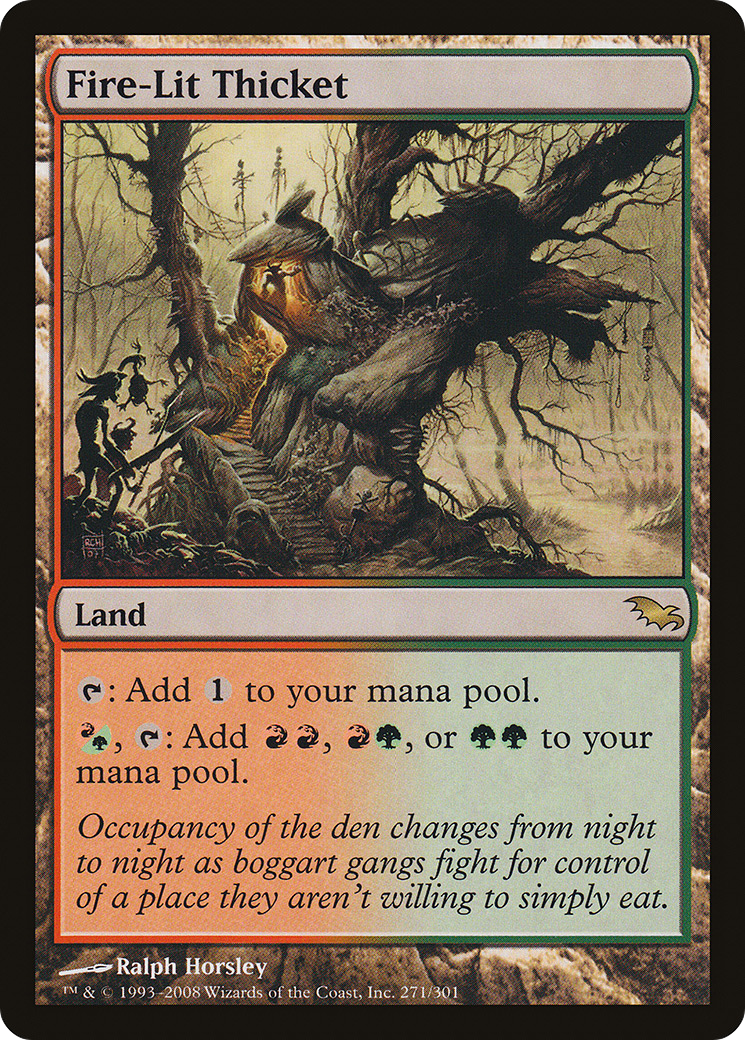 Fire-Lit Thicket
RCH
07
Land
: Add 1 to your mana pool.
, : Add , , or to your
mana pool.
Occupancy of the den changes from night
to night as boggart gangs fight for control
of a place they aren't willing to simply eat.
Ralph Horsley
™ & © 1993–2008 Wizards of the Coast, Inc. 271/301